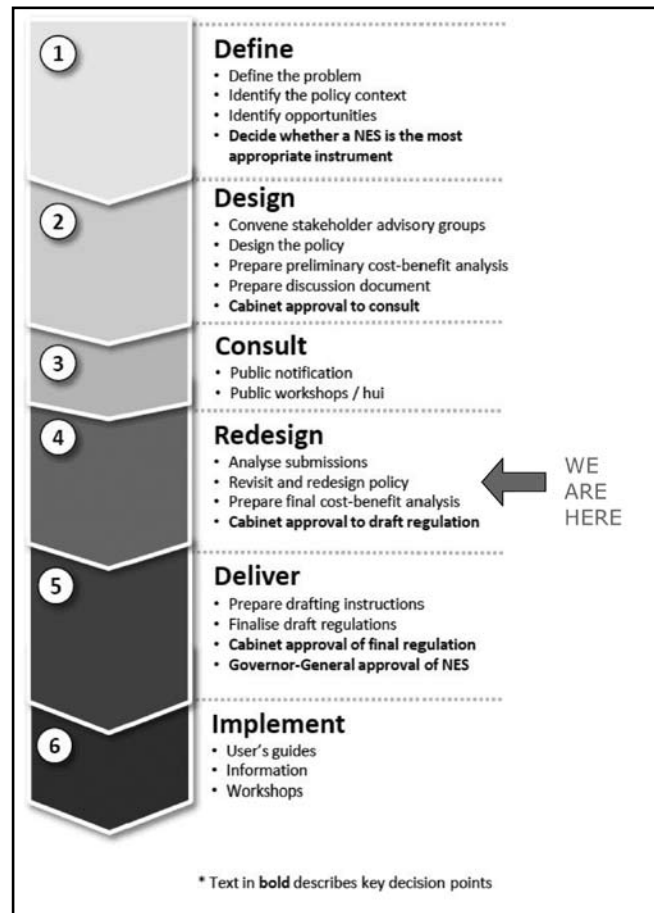 1
Define
• Define the problem
• Identify the policy context
• Identify opportunities
• Decide whether a NES is the most
appropriate instrument
2
Design
• Convene stakeholder advisory groups
• Design the policy
• Prepare preliminary cost-benefit analysis
• Prepare discussion document
• Cabinet approval to consult
3
Consult
• Public notification
• Public workshops / hui
4
Redesign
• Analyse submissions
• Revisit and redesign policy
• Prepare final cost-benefit analysis
• Cabinet approval to draft regulation
WE
ARE
HERE
5
Deliver
• Prepare drafting instructions
• Finalise draft regulations
• Cabinet approval of final regulation
• Governor-General approval of NES
6
Implement
• User's guides
• Information
• Workshops
* Text in bold describes key decision points